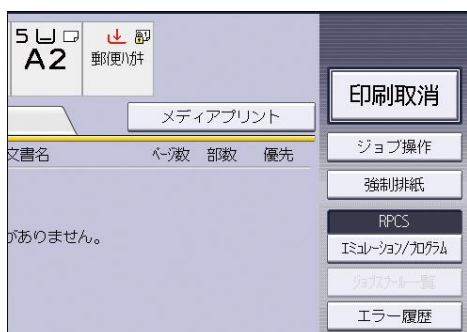 5
A2
郵便ﾊｶﾞｷ
印刷取消
メディアプリント
ジョブ操作
文書名 ﾍﾟｰｼﾞ数 部数 優先
強制排紙
RPCS
がありません。
ｴﾐｭﾚｰｼｮﾝ/ﾌﾟﾛｸﾞﾗﾑ
ｼﾞｮﾌﾞｽﾌﾟｰﾙ一覧
エラー履歴